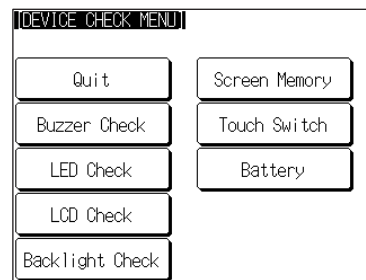 [DEVICE CHECK MENU]
Quit
Screen Memory
Buzzer Check
Touch Switch
LED Check
Battery
LCD Check
Backlight Check